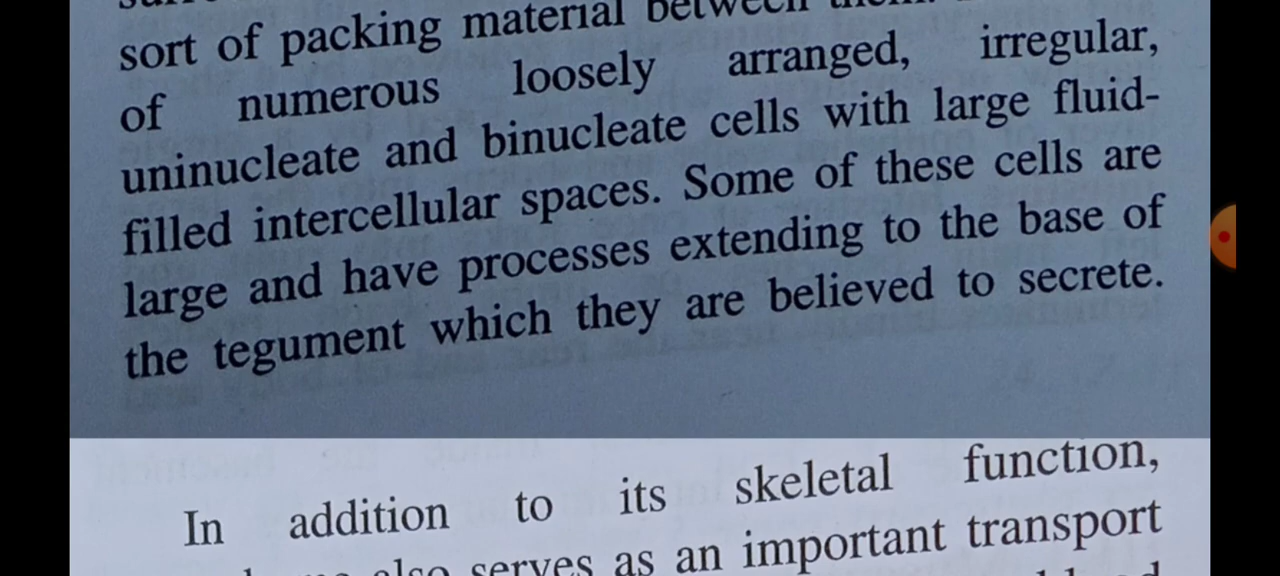 sort of packing material between
of numerous loosely arranged, irregular,
uninucleate and binucleate cells with large fluid-
filled intercellular spaces. Some of these cells are
large and have processes extending to the base of
the tegument which they are believed to secrete.
In addition to its skeletal function,
also serves as an important transport